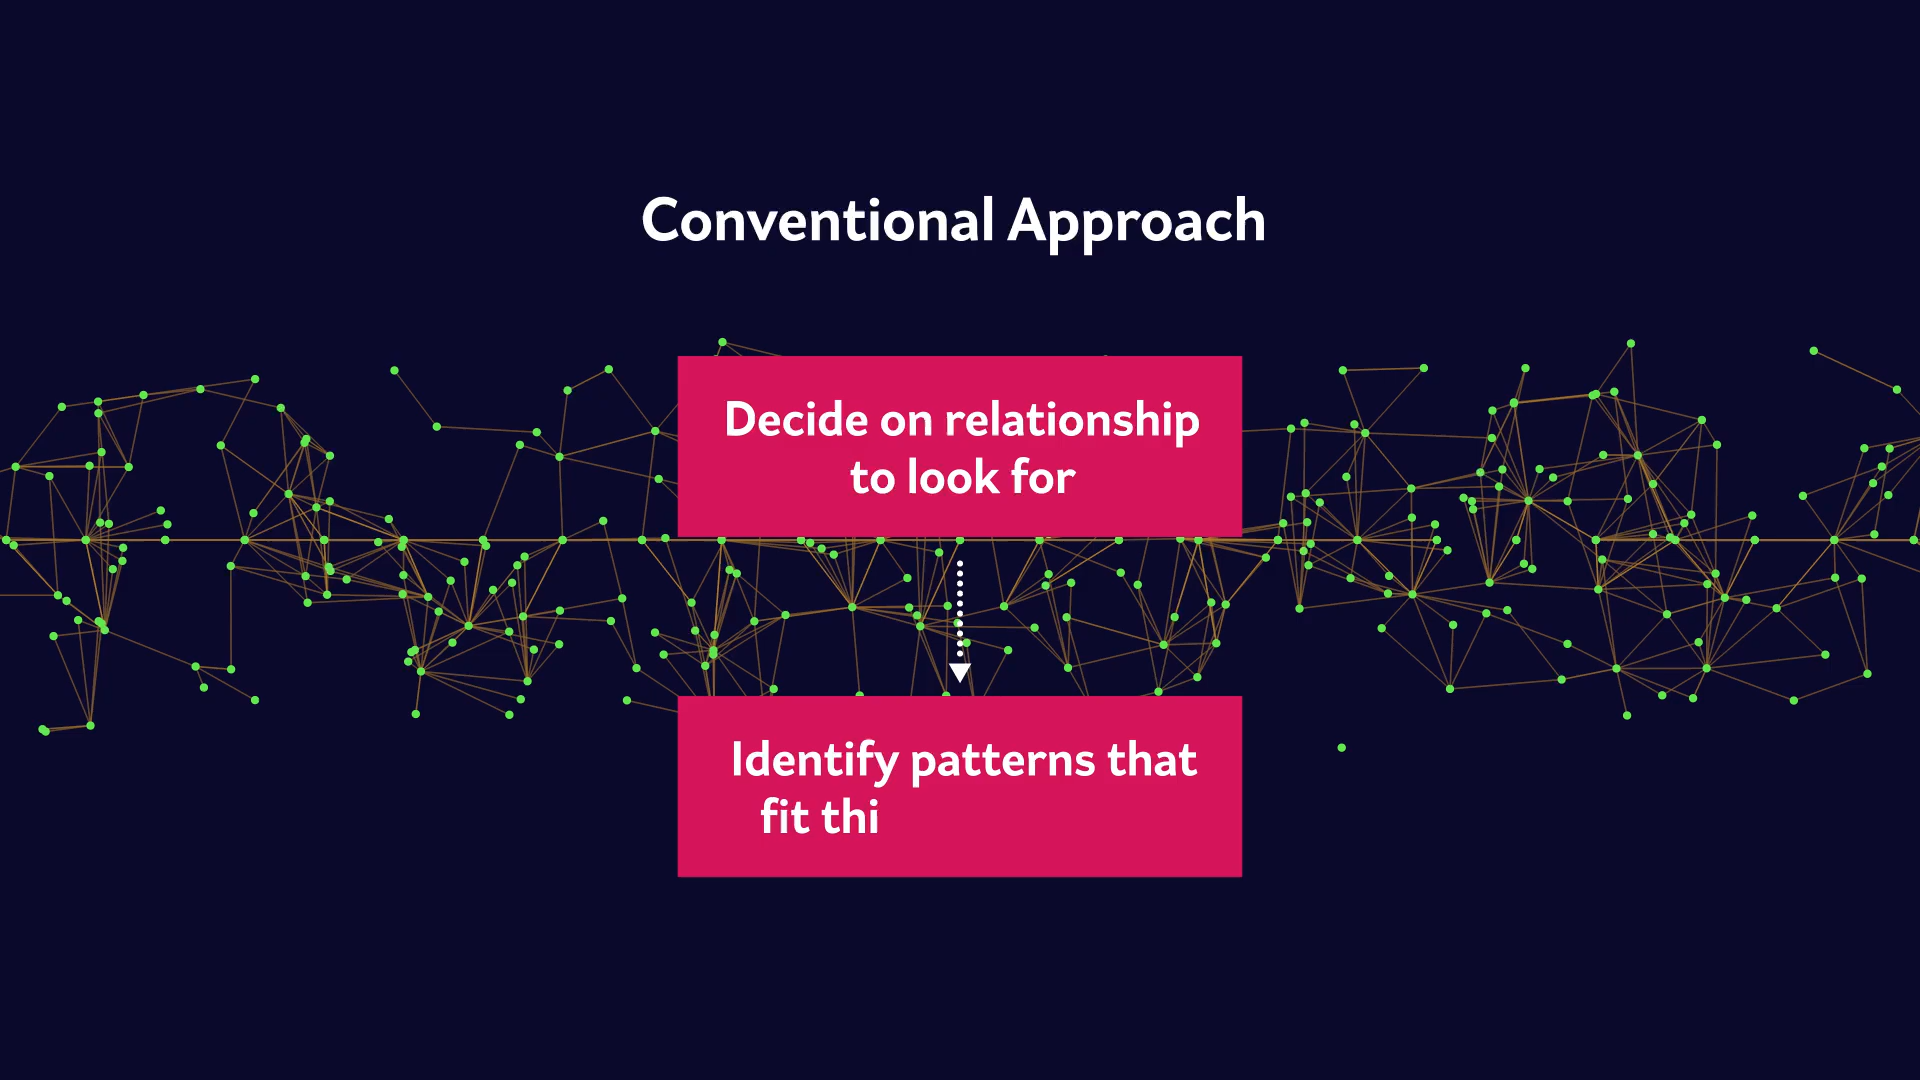 Conventional Approach
Decide on relationship
to look for
Identify patterns that
fit thi